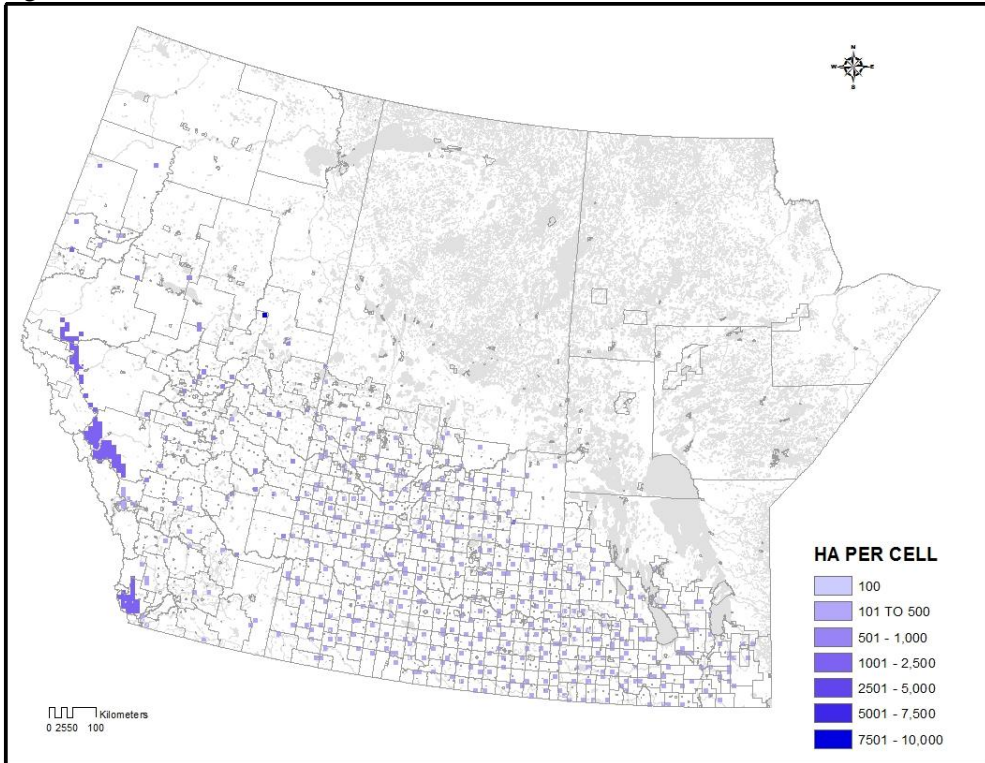 N
W E
S
HA PER CELL
100
101 TO 500
501 - 1,000
1001 - 2,500
2501 - 5,000
5001 - 7,500
7501 - 10,000
Kilometers
0 2550 100